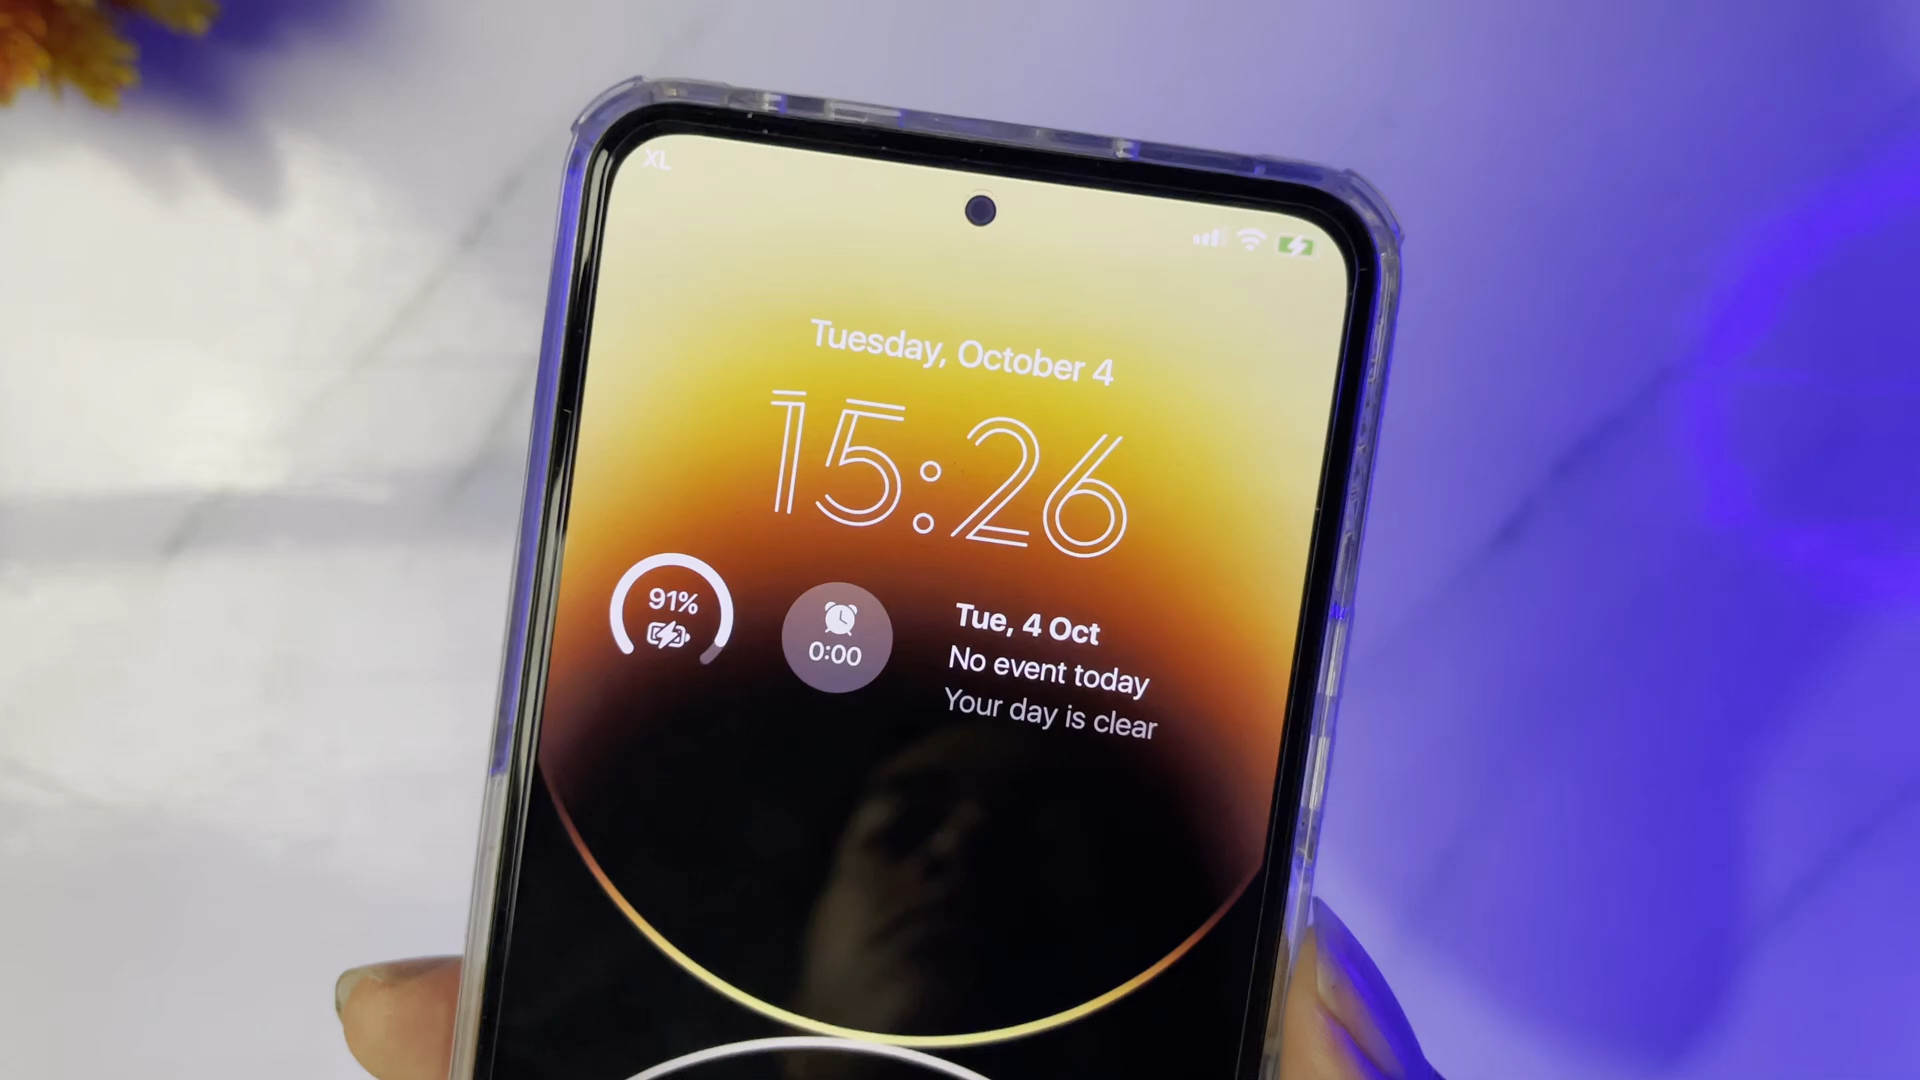 XL
Tuesday, October 4
15:26
91%
0:00
Tue, 4 Oct
No event today
Your day is clear